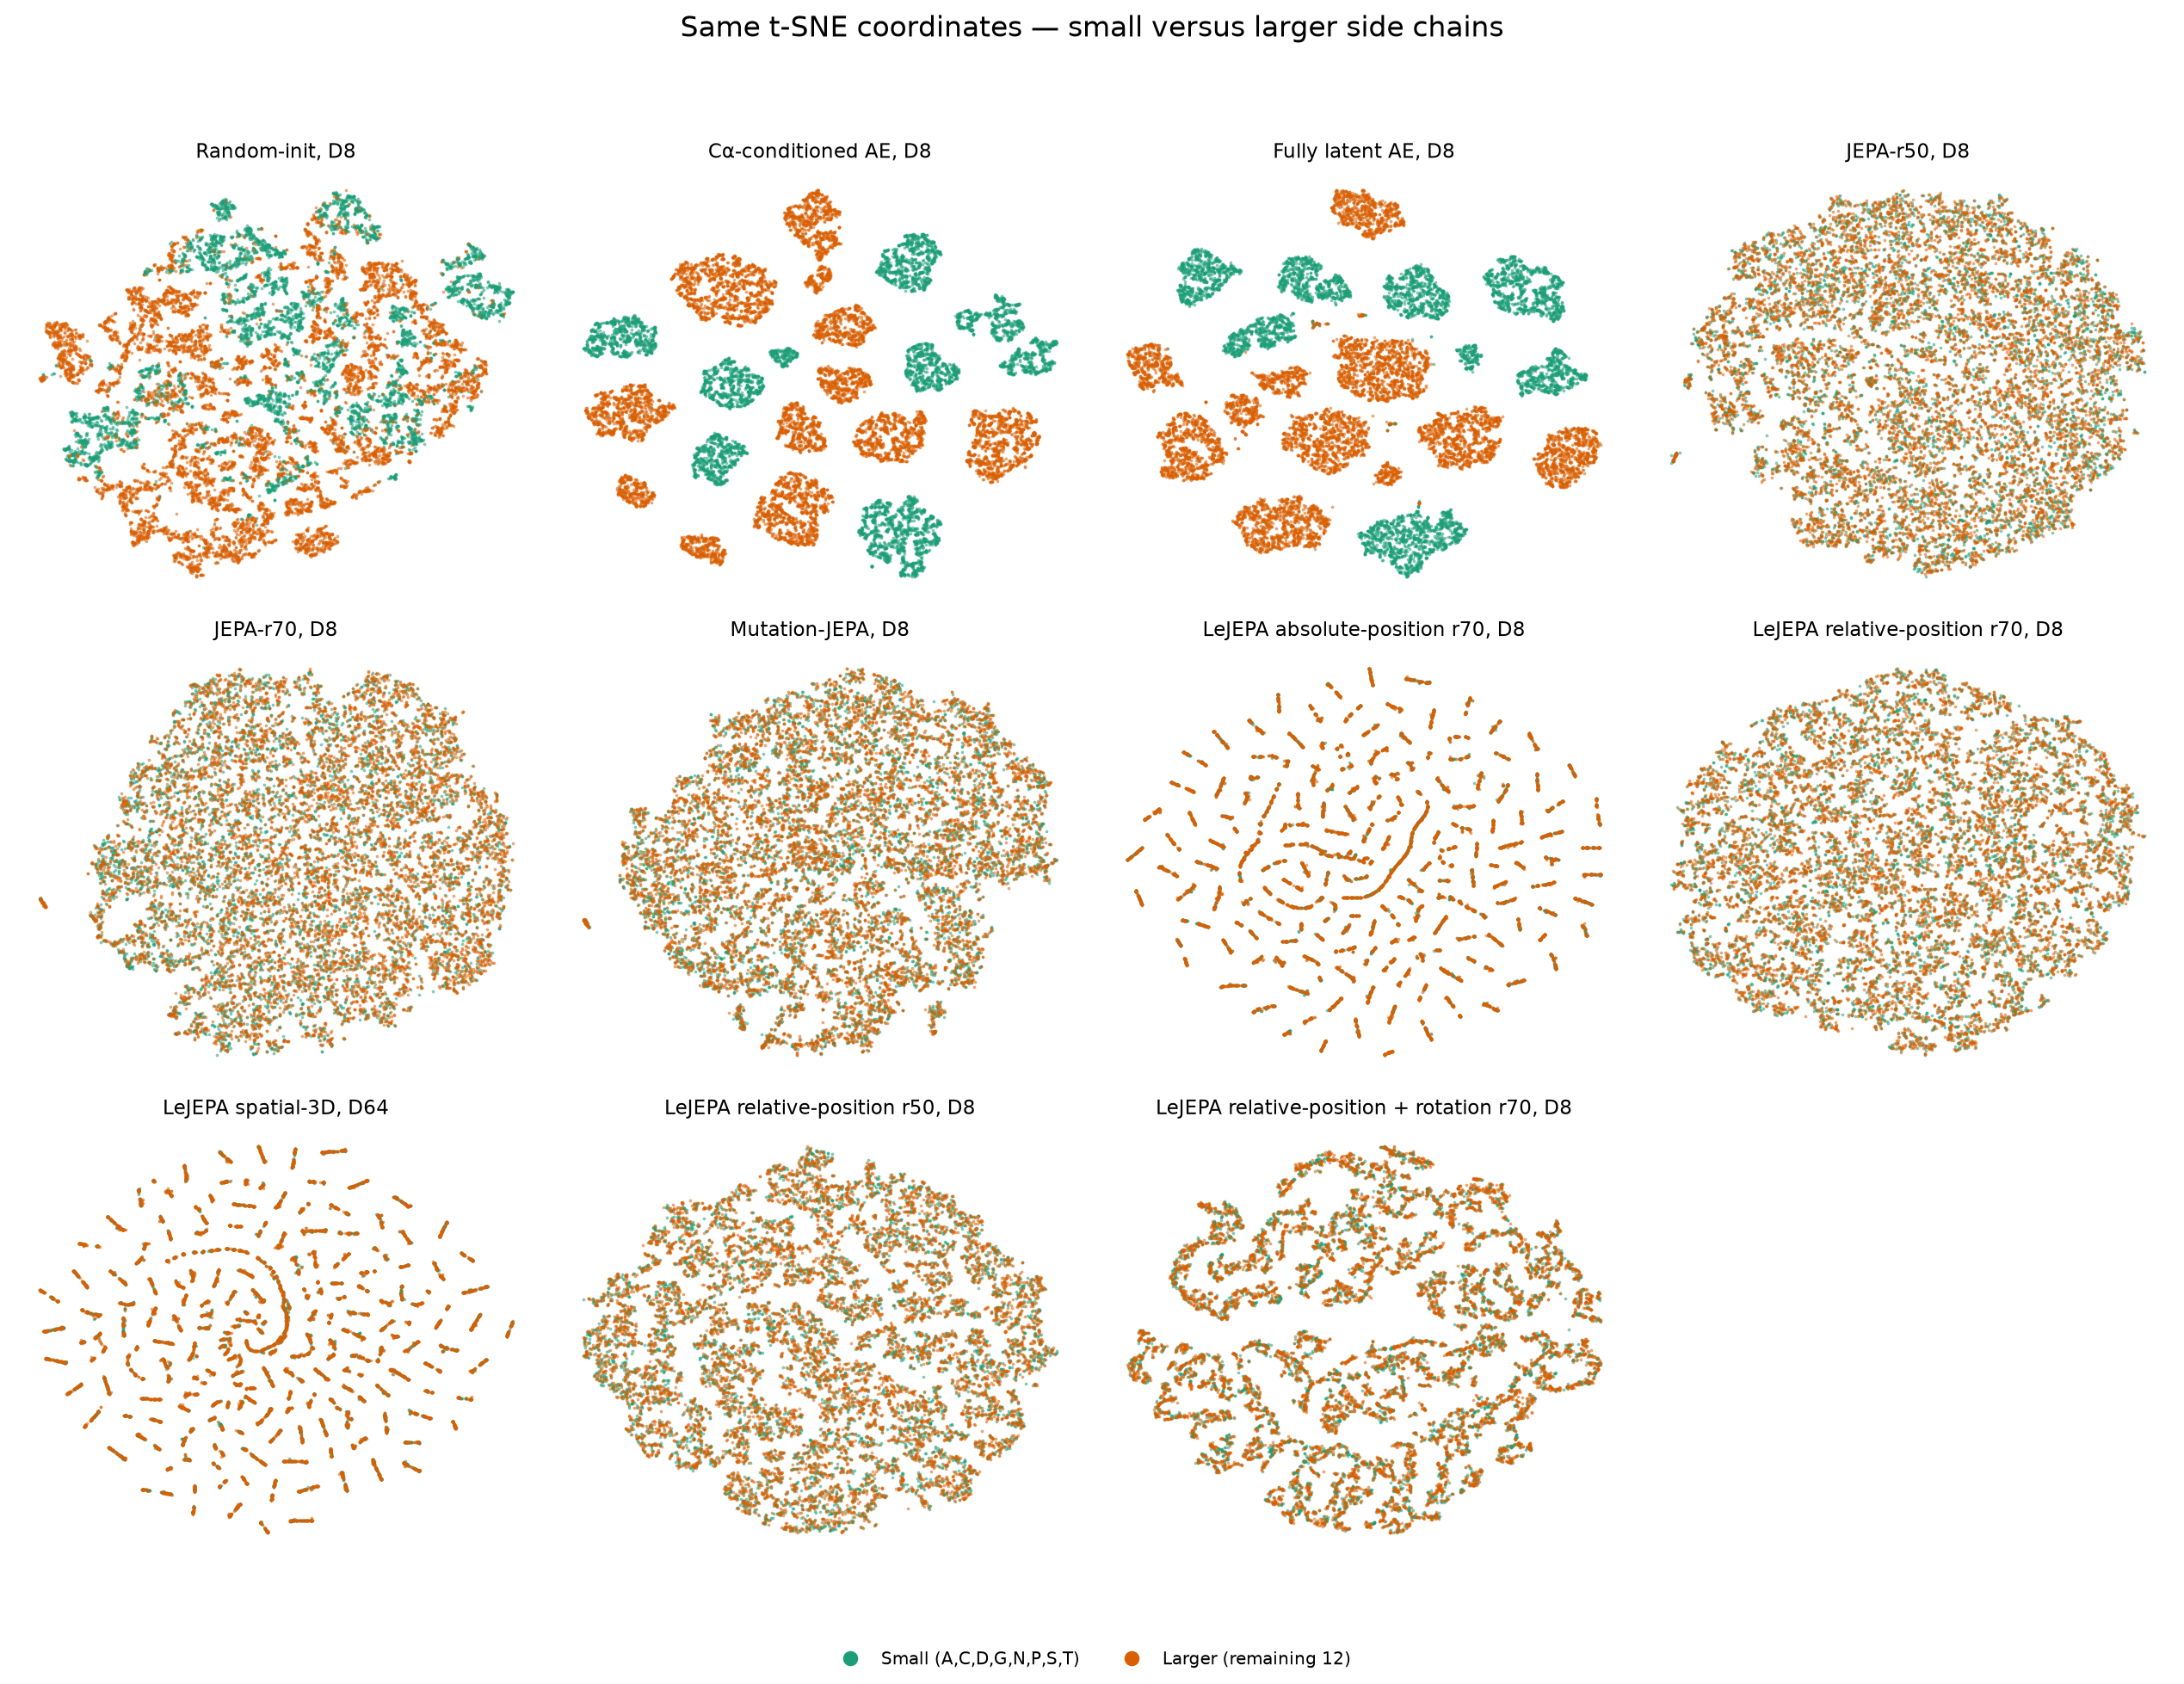 Same t-SNE coordinates — small versus larger side chains
Random-init, D8
Cα-conditioned AE, D8
Fully latent AE, D8
JEPA-r50, D8
JEPA-r70, D8
Mutation-JEPA, D8
LeJEPA absolute-position r70, D8
LeJEPA relative-position r70, D8
LeJEPA spatial-3D, D64
LeJEPA relative-position r50, D8
LeJEPA relative-position + rotation r70, D8
Small (A,C,D,G,N,P,S,T)
Larger (remaining 12)